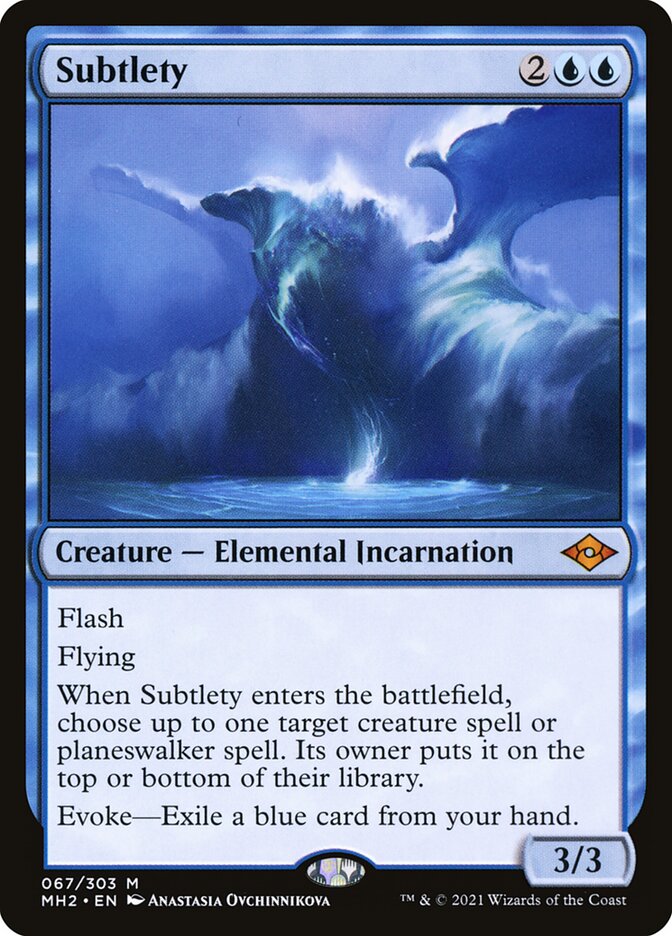 Subtlety 2
Creature — Elemental Incarnation
Flash
Flying
When Subtlety enters the battlefield,
choose up to one target creature spell or
planeswalker spell. Its owner puts it on the
top or bottom of their library.
Evoke—Exile a blue card from your hand.
3/3
067/303 M
MH2 • EN Anastasia Ovchinnikova ™ & © 2021 Wizards of the Coast